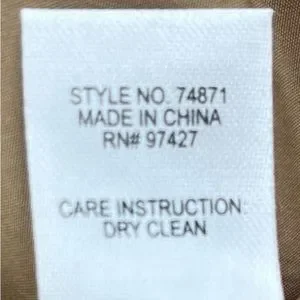 STYLE NO. 74871
MADE IN CHINA
RN# 97427
CARE INSTRUCTION:
DRY CLEAN